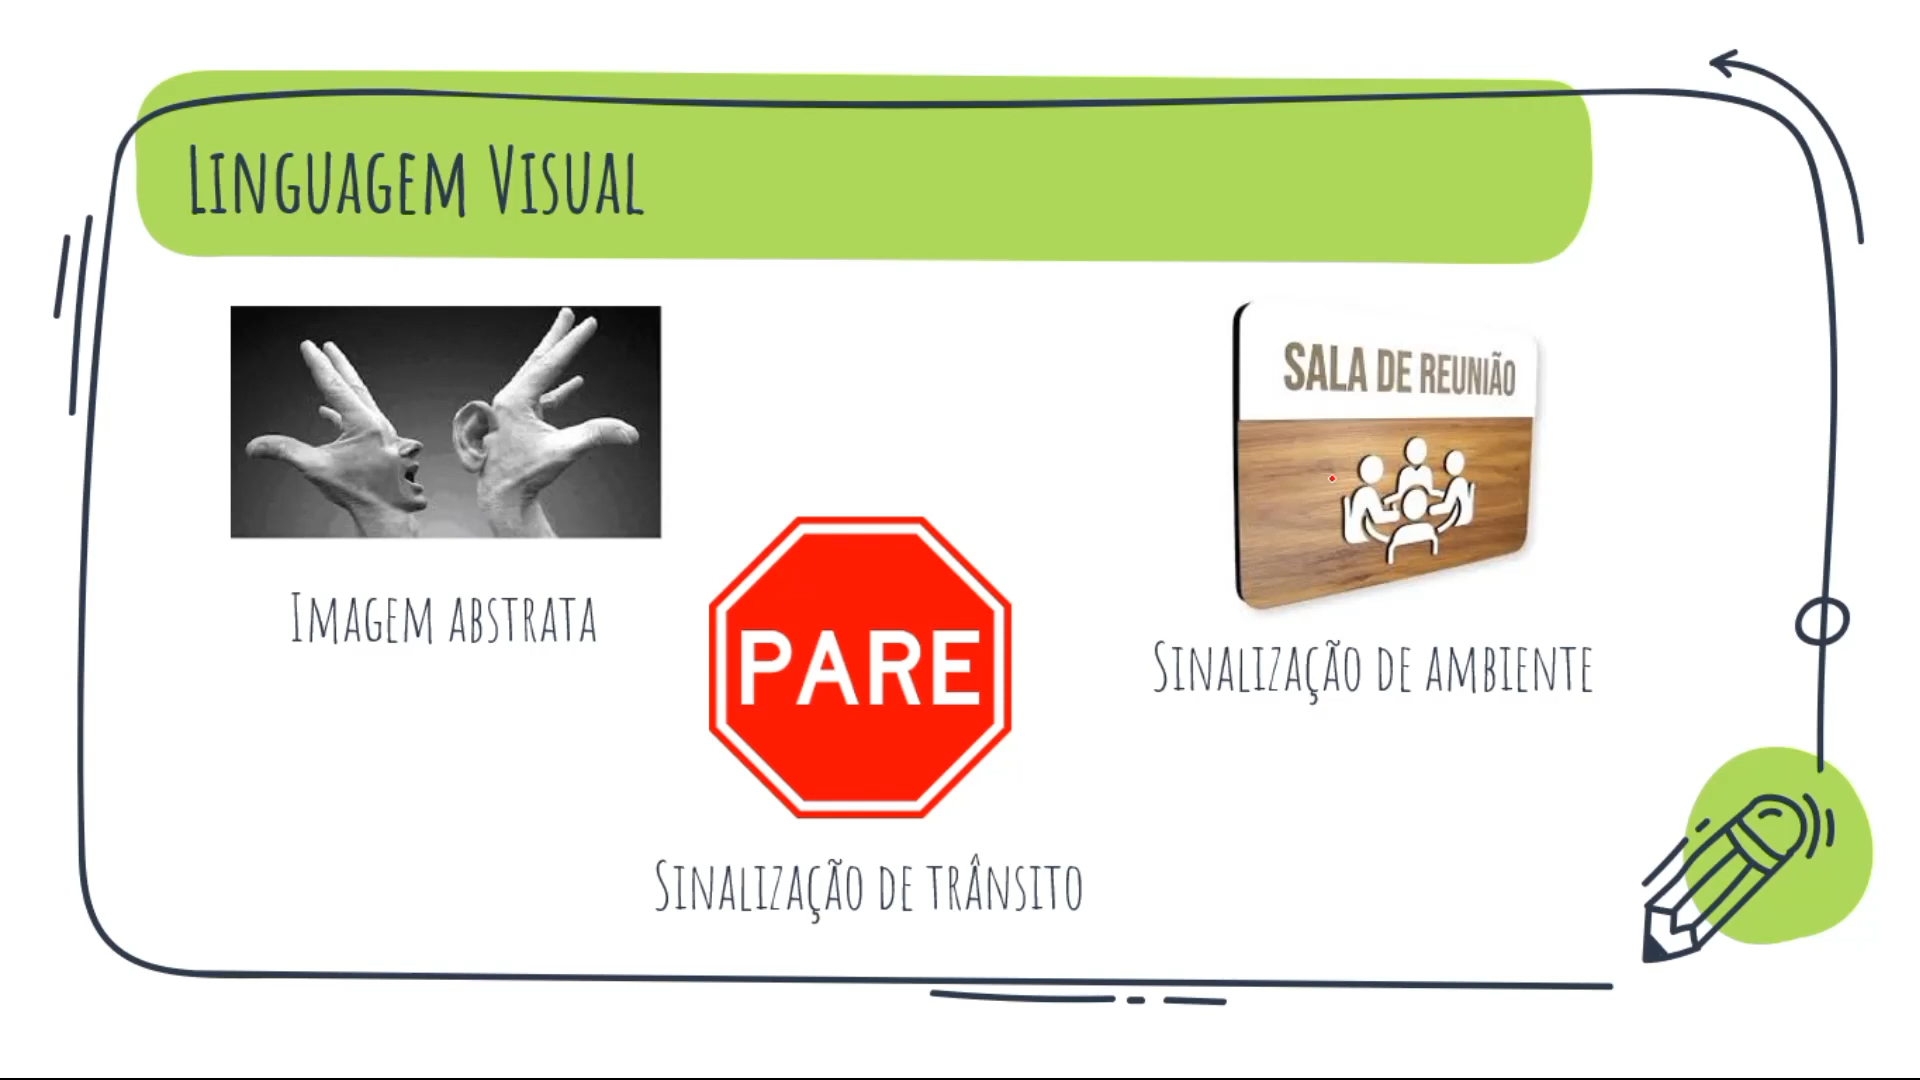 Linguagem Visual
SALA DE REUNIÃO
Imagem abstrata
PARE
Sinalização de ambiente
Sinalização de trânsito